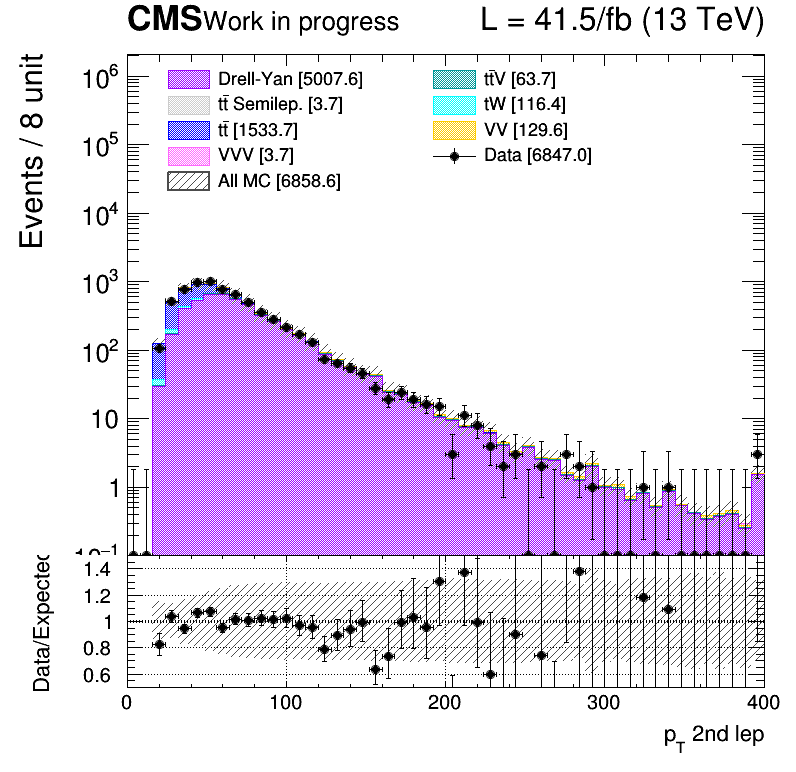 CMS Work in progress L = 41.5/fb (13 TeV)
Events / 8 unit
Drell-Yan [5007.6]
tt̄ Semilep. [3.7]
tt̄ [1533.7]
VVV [3.7]
All MC [6858.6]
tt̄V [63.7]
tW [116.4]
VV [129.6]
Data [6847.0]
10⁶
10⁵
10⁴
10³
10²
10
1
10⁻¹
Data/Expected
1.4
1.2
1
0.8
0.6
0 100 200 300 400
p_T 2nd lep